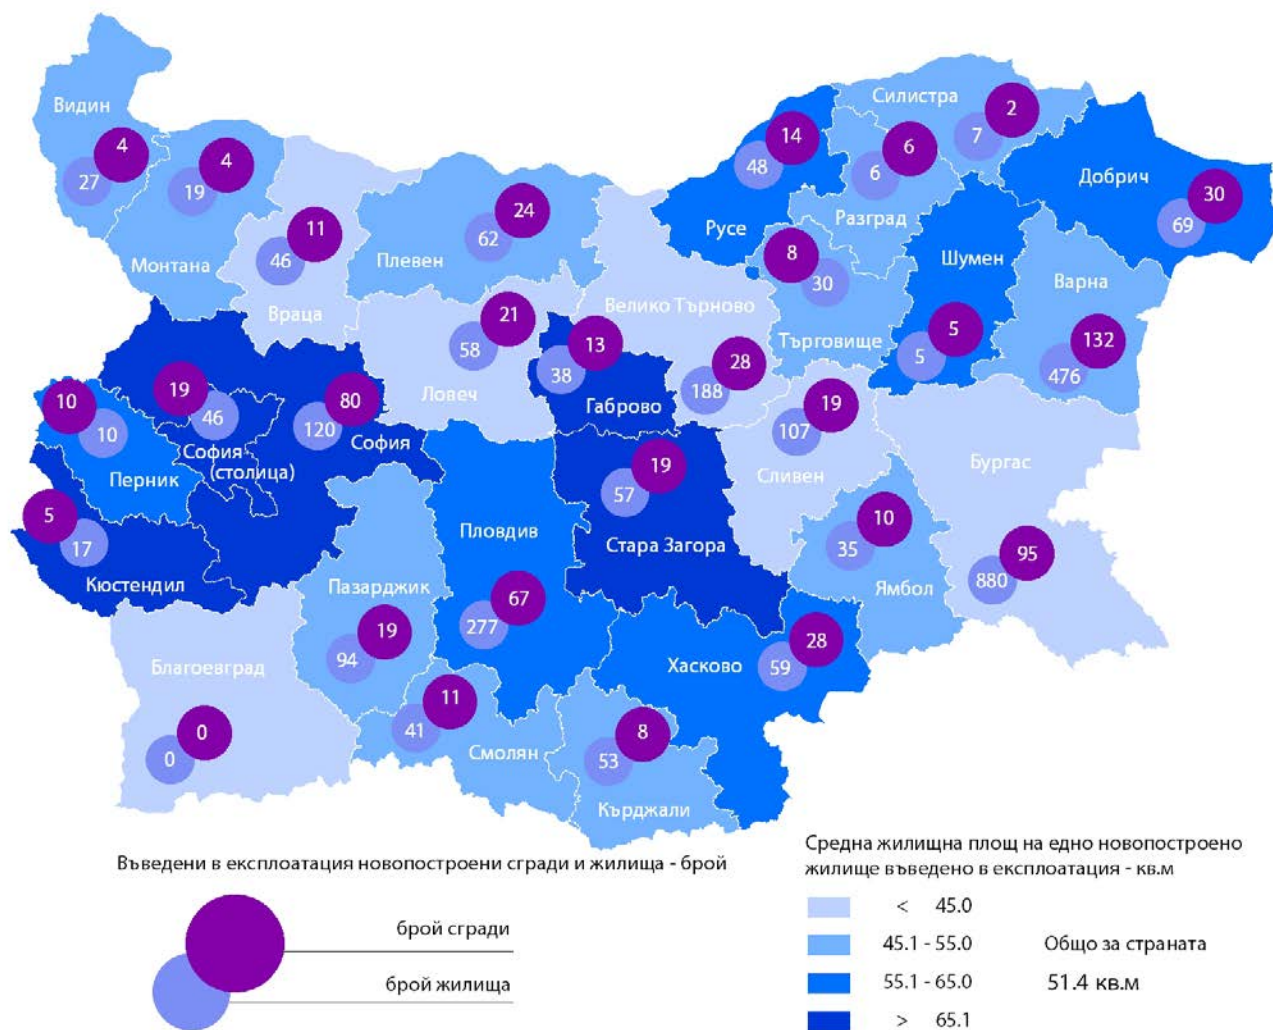 Видин
4
27
4
19
Монтана
11
46
Враца
24
62
Плевен
14
48
Русе
Силистра
2
7
6
6
Разград
Добрич
30
69
8
30
Търговище
Шумен
5
5
Варна
132
476
21
58
Ловеч
13
38
Габрово
Велико Търново
28
188
19
46
София
(столица)
80
120
София
10
10
Перник
5
17
Кюстендил
19
107
Сливен
Бургас
95
880
19
57
Стара Загора
10
35
Ямбол
Пловдив
67
277
Пазарджик
19
94
Благоевград
0
0
11
41
Смолян
Хасково
28
59
8
53
Кърджали
Въведени в експлоатация новопостроени сгради и жилища - брой
брой сгради
брой жилища
Средна жилищна площ на едно новопостроено
жилище въведено в експлоатация - кв.м
< 45.0
45.1 - 55.0
55.1 - 65.0
> 65.1
Общо за страната
51.4 кв.м